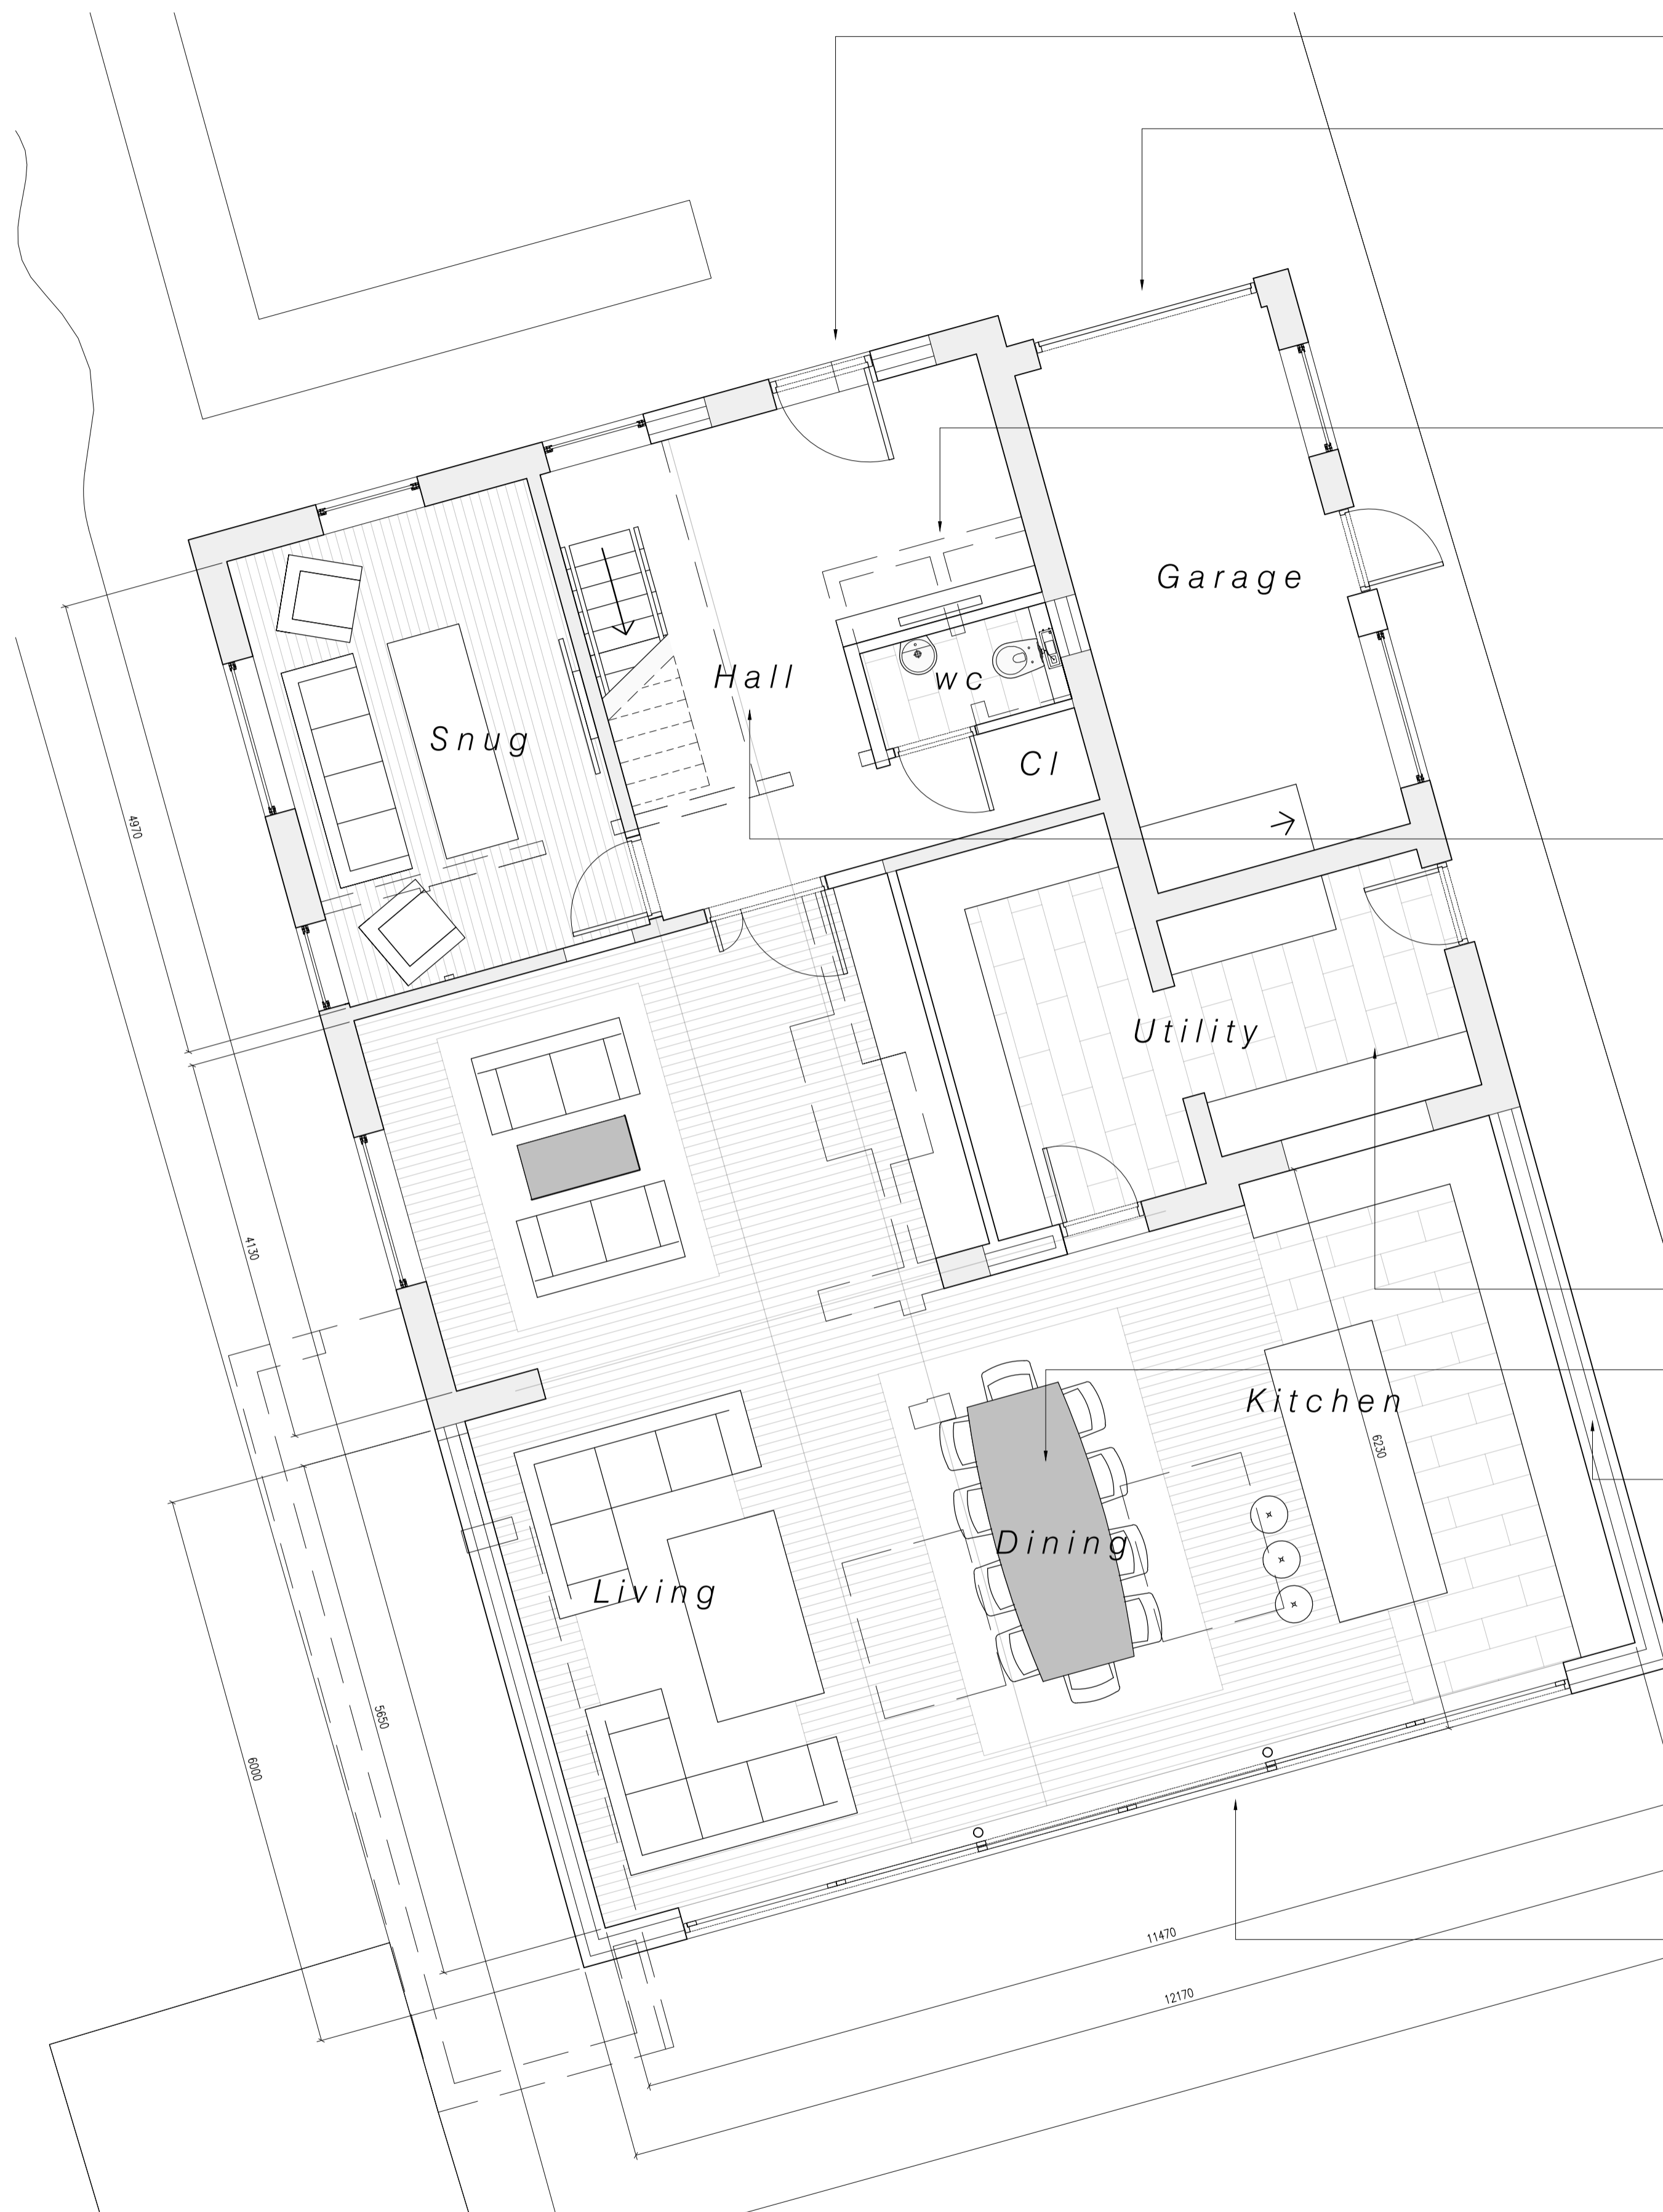 Garage
Hall
wc
Snug
Cl
4970
Utility
4130
Kitchen
6230
Dining
Living
5650
6000
11470
12170